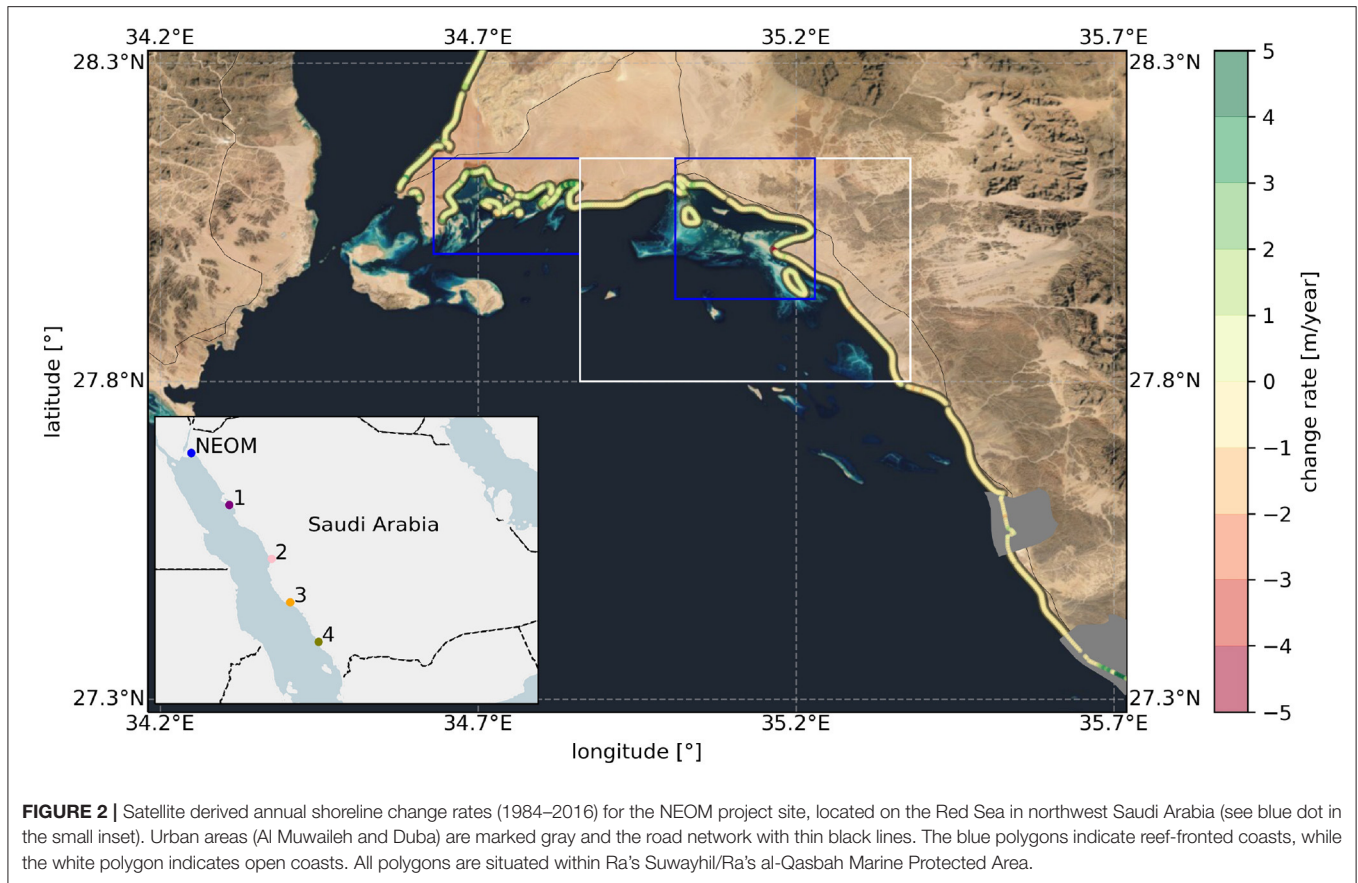 34.2°E 34.7°E 35.2°E 35.7°E
28.3°N 28.3°N
27.8°N 27.8°N
27.3°N 27.3°N
34.2°E 34.7°E 35.2°E 35.7°E
latitude [°]
longitude [°]
NEOM
1
Saudi Arabia
2
3
4
5
4
3
2
1
0
−1
−2
−3
−4
−5
change rate [m/year]
FIGURE 2 | Satellite derived annual shoreline change rates (1984–2016) for the NEOM project site, located on the Red Sea in northwest Saudi Arabia (see blue dot in
the small inset). Urban areas (Al Muwaileh and Duba) are marked gray and the road network with thin black lines. The blue polygons indicate reef-fronted coasts, while
the white polygon indicates open coasts. All polygons are situated within Ra's Suwayhil/Ra's al-Qasbah Marine Protected Area.